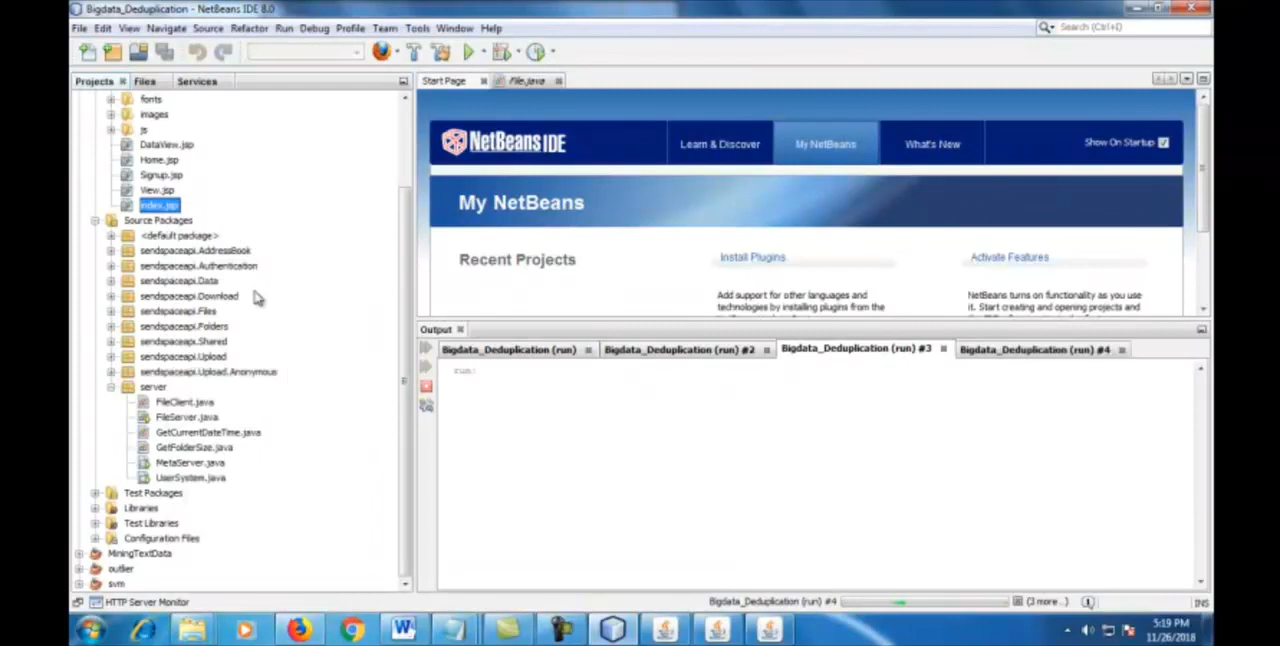 Bigdata_Deduplication - NetBeans IDE 8.0
File Edit View Navigate Source Refactor Run Debug Profile Team Tools Window Help
Search (Ctrl+I)
Projects Files Services
fonts
images
js
DataView.jsp
Home.jsp
Signup.jsp
View.jsp
index.jsp
Source Packages
<default package>
sendspaceapi.AddressBook
sendspaceapi.Authentication
sendspaceapi.Data
sendspaceapi.Download
sendspaceapi.Files
sendspaceapi.Folders
sendspaceapi.Shared
sendspaceapi.Upload
sendspaceapi.Upload.Anonymous
server
FileClient.java
FileServer.java
GetCurrentDateTime.java
GetFolderSize.java
MetaServer.java
UserSystem.java
Test Packages
Libraries
Test Libraries
Configuration Files
MiningTextData
outlier
svm
HTTP Server Monitor
Start Page File.java
NetBeans IDE Learn & Discover My NetBeans What's New Show On Startup
My NetBeans
Recent Projects
Install Plugins
Add support for other languages and
technologies by installing plugins from the
Activate Features
NetBeans turns on functionality as you use
it. Start creating and opening projects and
Output
Bigdata_Deduplication (run) Bigdata_Deduplication (run) #2 Bigdata_Deduplication (run) #3 Bigdata_Deduplication (run) #4
run:
Bigdata_Deduplication (run) #4 (3 more...) INS
5:19 PM
11/26/2018